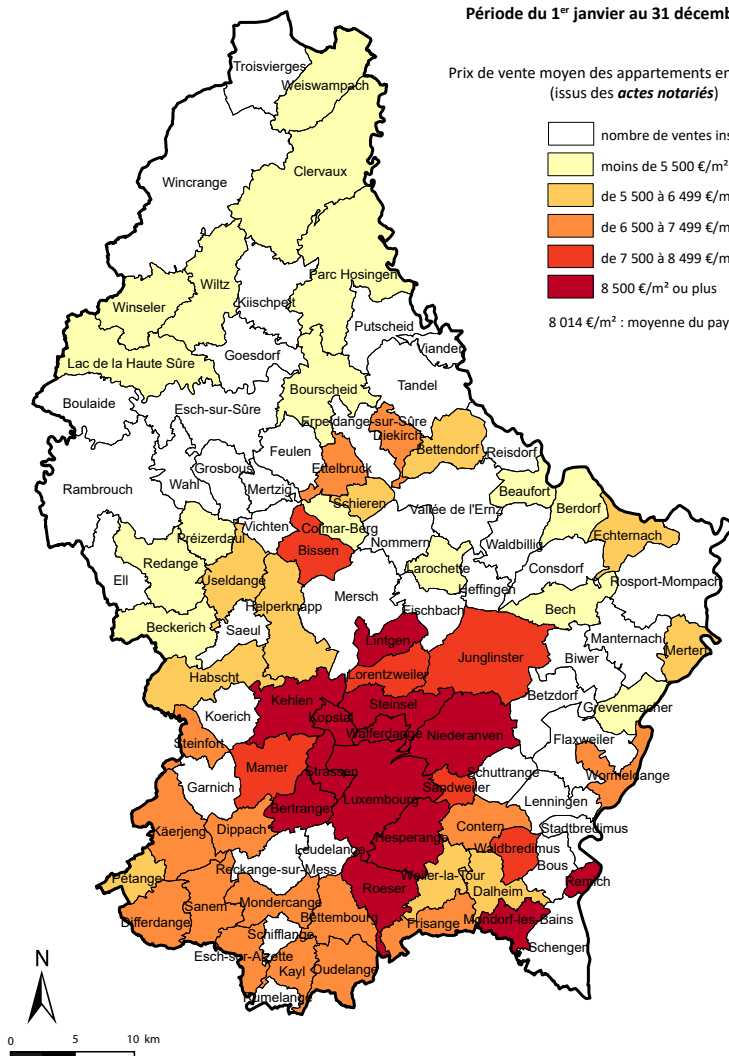 Période du 1er janvier au 31 décemb
Prix de vente moyen des appartements en
(issus des actes notariés)
nombre de ventes ins
moins de 5 500 €/m²
de 5 500 à 6 499 €/m
de 6 500 à 7 499 €/m
de 7 500 à 8 499 €/m
8 500 €/m² ou plus
8 014 €/m² : moyenne du pay
Troisvierges
Weiswampach
Clervaux
Wincrange
Parc Hosingen
Wiltz
Winseler
Kiischpelt
Putscheid
Vianden
Goesdorf
Lac de la Haute Sûre
Tandel
Bourscheid
Boulaide
Esch-sur-Sûre
Erpeldange-sur-Sûre
Diekirch
Bettendorf
Reisdorf
Feulen
Ettelbruck
Grosbous
Wahl
Mertzig
Rambrouch
Schieren
Beaufort
Berdorf
Vallée de l'Ernz
Vichten
Colmar-Berg
Préizerdaul
Echternach
Nommern
Waldbillig
Bissen
Redange
Larochette
Consdorf
Ell
Useldange
Heffingen
Rosport-Mompach
Mersch
Helperknapp
Fischbach
Bech
Beckerich
Saeul
Lintgen
Manternach
Mertert
Junglinster
Biwer
Habscht
Lorentzweiler
Betzdorf
Kehlen
Steinsel
Grevenmacher
Koerich
Kopstal
Walferdange
Niederanven
Steinfort
Flaxweiler
Mamer
Strassen
Schuttrange
Wormeldange
Garnich
Sandweiler
Luxembourg
Lenningen
Bertrange
Käerjeng
Dippach
Contern
Stadtbredimus
Hesperange
Waldbredimus
Leudelange
Bous
Reckange-sur-Mess
Weiler-la-Tour
Pétange
Roeser
Dalheim
Remich
Mondercange
Sanem
Bettembourg
Differdange
Frisange
Mondorf-les-Bains
Schifflange
Schengen
Esch-sur-Alzette
Kayl
Dudelange
Rumelange
N
0 5 10 km